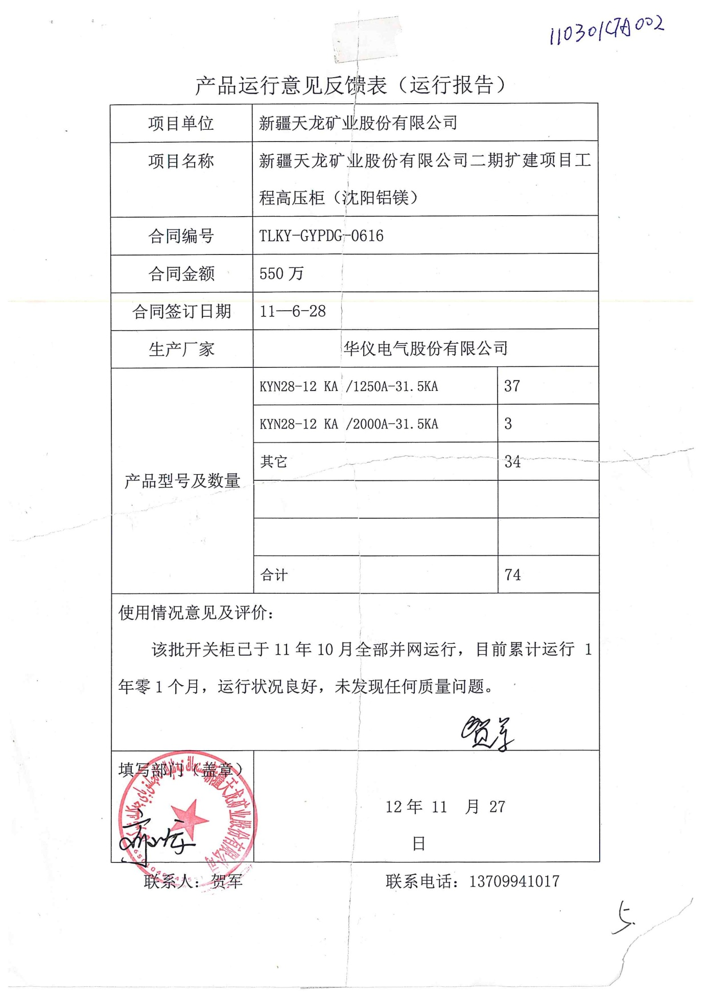 110301CTA002
产品运行意见反馈表（运行报告）
项目单位
新疆天龙矿业股份有限公司
项目名称
新疆天龙矿业股份有限公司二期扩建项目工
程高压柜（沈阳铝镁）
合同编号
TLKY-GYPDG-0616
合同金额
550 万
合同签订日期
11—6-28
生产厂家
华仪电气股份有限公司
产品型号及数量
KYN28-12 KA /1250A-31.5KA 37
KYN28-12 KA /2000A-31.5KA 3
其它 34
合计 74
使用情况意见及评价：
该批开关柜已于 11 年 10 月全部并网运行，目前累计运行 1
年零 1 个月，运行状况良好，未发现任何质量问题。
贺军
填写部门（盖章）
新疆天龙矿业股份有限公司
12 年 11 月 27
日
联系人：贺军
联系电话：13709941017
5.